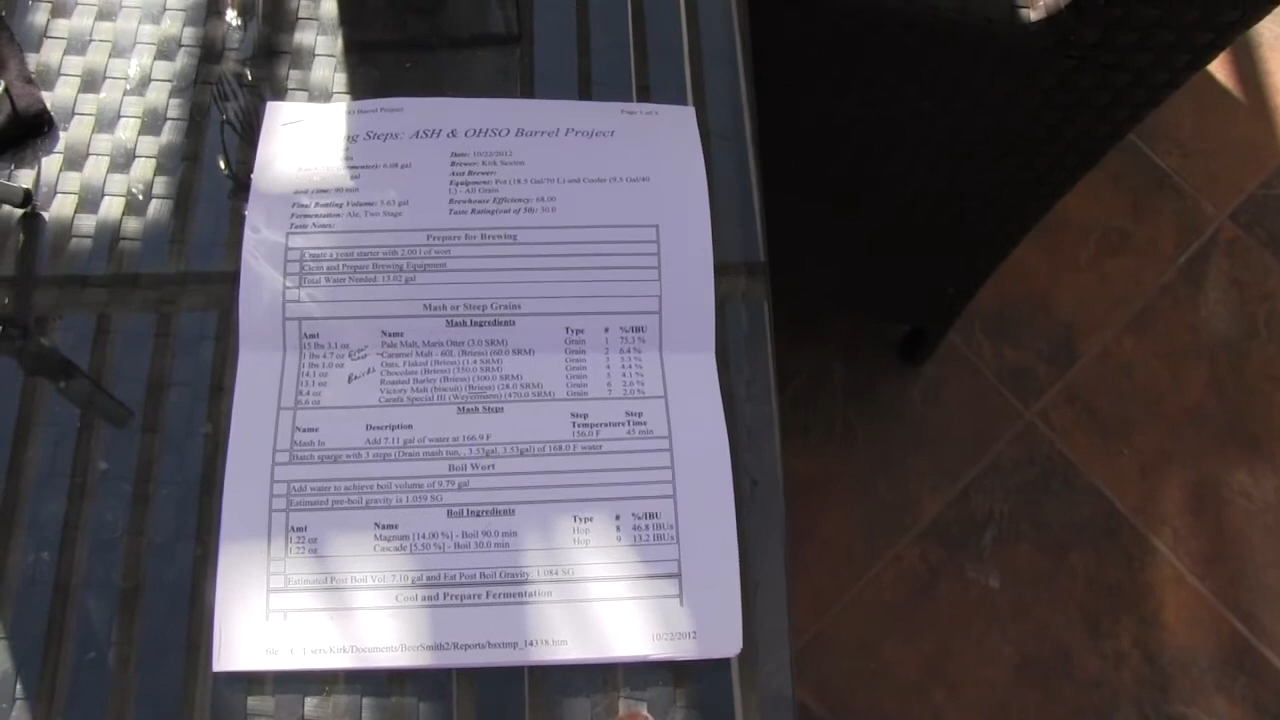 O Barrel Project Page 1 of
ng Steps: ASH & OHSO Barrel Project
6.08 gal
gal
90 min
Final Bottling Volume: 5.63 gal
Fermentation: Ale, Two Stage
Taste Notes:
Date: 10/22/2012
Brewer: Kirk Sexton
Asst Brewer:
Equipment: Pot (18.5 Gal/70 L) and Cooler (9.5 Gal/40
L) - All Grain
Brewhouse Efficiency: 68.00
Taste Rating(out of 50): 30.0
Prepare for Brewing
Create a yeast starter with 2.00 l of wort
Clean and Prepare Brewing Equipment
Total Water Needed: 13.02 gal
Mash or Steep Grains
Mash Ingredients
Amt Name Type # %/IBU
15 lbs 3.1 oz Pale Malt, Maris Otter (3.0 SRM) Grain 1 75.3 %
1 lbs 4.7 oz Caramel Malt - 60L (Briess) (60.0 SRM) Grain 2 6.4 %
1 lbs 1.0 oz Oats, Flaked (Briess) (1.4 SRM) Grain 3 5.3 %
14.1 oz Bairds Chocolate (Briess) (350.0 SRM) Grain 4 4.4 %
13.1 oz Roasted Barley (Briess) (300.0 SRM) Grain 5 4.1 %
8.4 oz Victory Malt (biscuit) (Briess) (28.0 SRM) Grain 6 2.6 %
6.6 oz Carafa Special III (Weyermann) (470.0 SRM) Grain 7 2.0 %
Mash Steps
Name Description Step Temperature Step Time
Mash In Add 7.11 gal of water at 166.9 F 156.0 F 45 min
Batch sparge with 3 steps (Drain mash tun, , 3.53gal, 3.53gal) of 168.0 F water
Boil Wort
Add water to achieve boil volume of 9.79 gal
Estimated pre-boil gravity is 1.059 SG
Boil Ingredients
Amt Name Type # %/IBU
1.22 oz Magnum [14.00 %] - Boil 90.0 min Hop 8 46.8 IBUs
1.22 oz Cascade [5.50 %] - Boil 30.0 min Hop 9 13.2 IBUs
Estimated Post Boil Vol: 7.10 gal and Est Post Boil Gravity: 1.084 SG
Cool and Prepare Fermentation
file C sers/Kirk/Documents/BeerSmith2/Reports/bsxtmp_14338.htm 10/22/2012